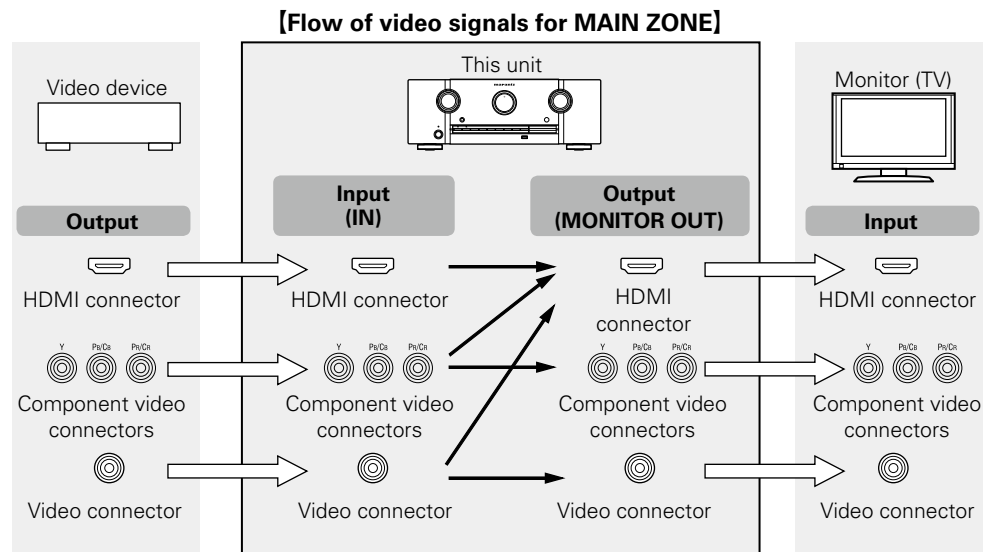 【Flow of video signals for MAIN ZONE】
Video device
This unit
marantz
Monitor (TV)
Output
Input
(IN)
Output
(MONITOR OUT)
Input
HDMI connector
HDMI connector
HDMI
connector
HDMI connector
Y PB/CB PR/CR
Y PB/CB PR/CR
Y PB/CB PR/CR
Y PB/CB PR/CR
Component video
connectors
Component video
connectors
Component video
connectors
Component video
connectors
Video connector
Video connector
Video connector
Video connector